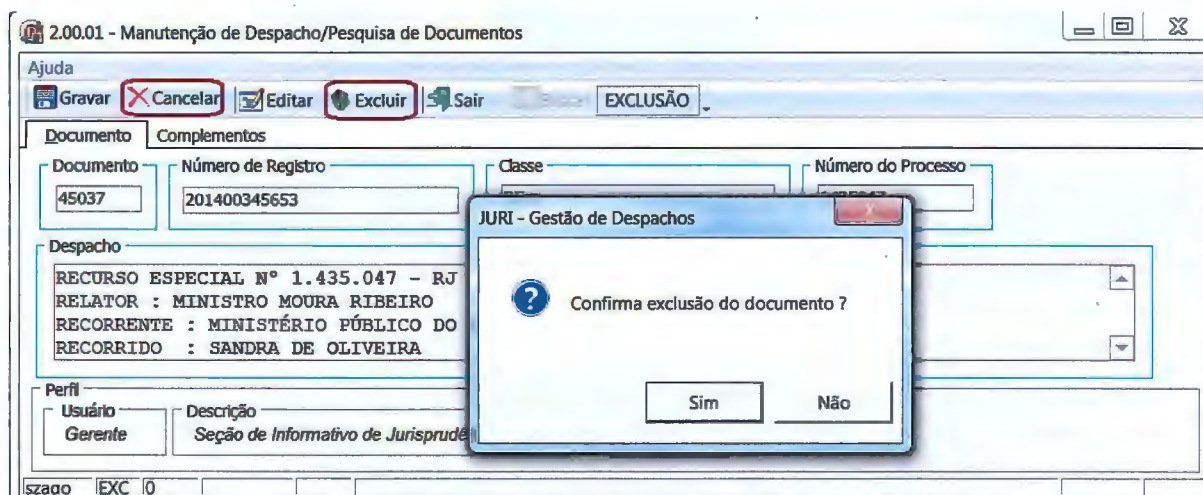 2.00.01 - Manutenção de Despacho/Pesquisa de Documentos
Ajuda
Gravar Cancelar Editar Excluir Sair EXCLUSÃO
Documento Complementos
Documento Número de Registro Classe Número do Processo
45037 201400345653
JURI - Gestão de Despachos
Despacho
RECURSO ESPECIAL Nº 1.435.047 - RJ
RELATOR : MINISTRO MOURA RIBEIRO
RECORRENTE : MINISTÉRIO PÚBLICO DO
RECORRIDO : SANDRA DE OLIVEIRA
Confirma exclusão do documento ?
Sim Não
Perfil
Usuário Descrição
Gerente Seção de Informativo de Jurisprudê
szago EXC 0